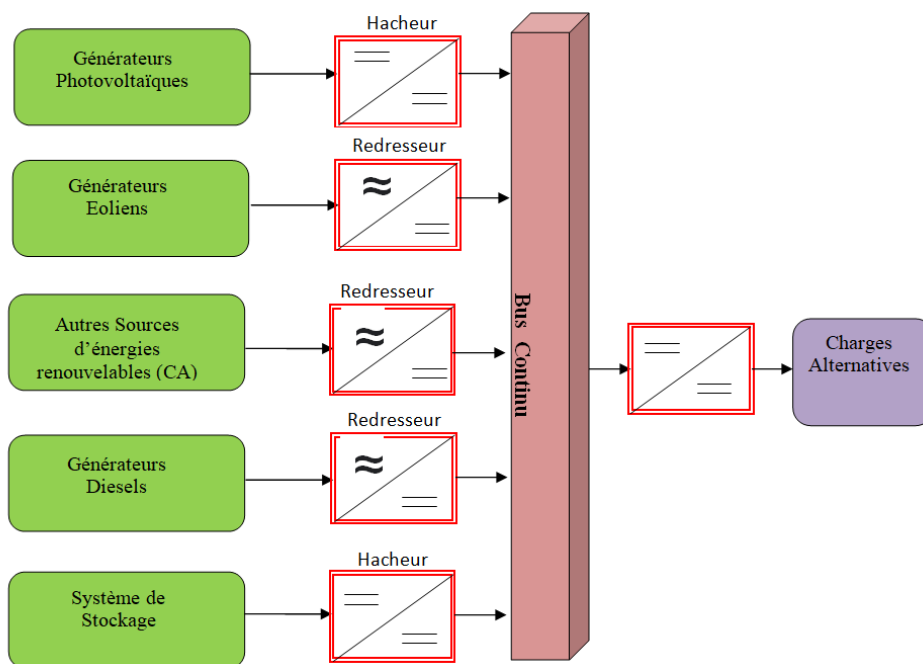 Hacheur
Générateurs
Photovoltaïques
Redresseur
Générateurs
Eoliens
Redresseur
Autres Sources
d’énergies
renouvelables (CA)
Bus Continu
Charges
Alternatives
Redresseur
Générateurs
Diesels
Hacheur
Système de
Stockage